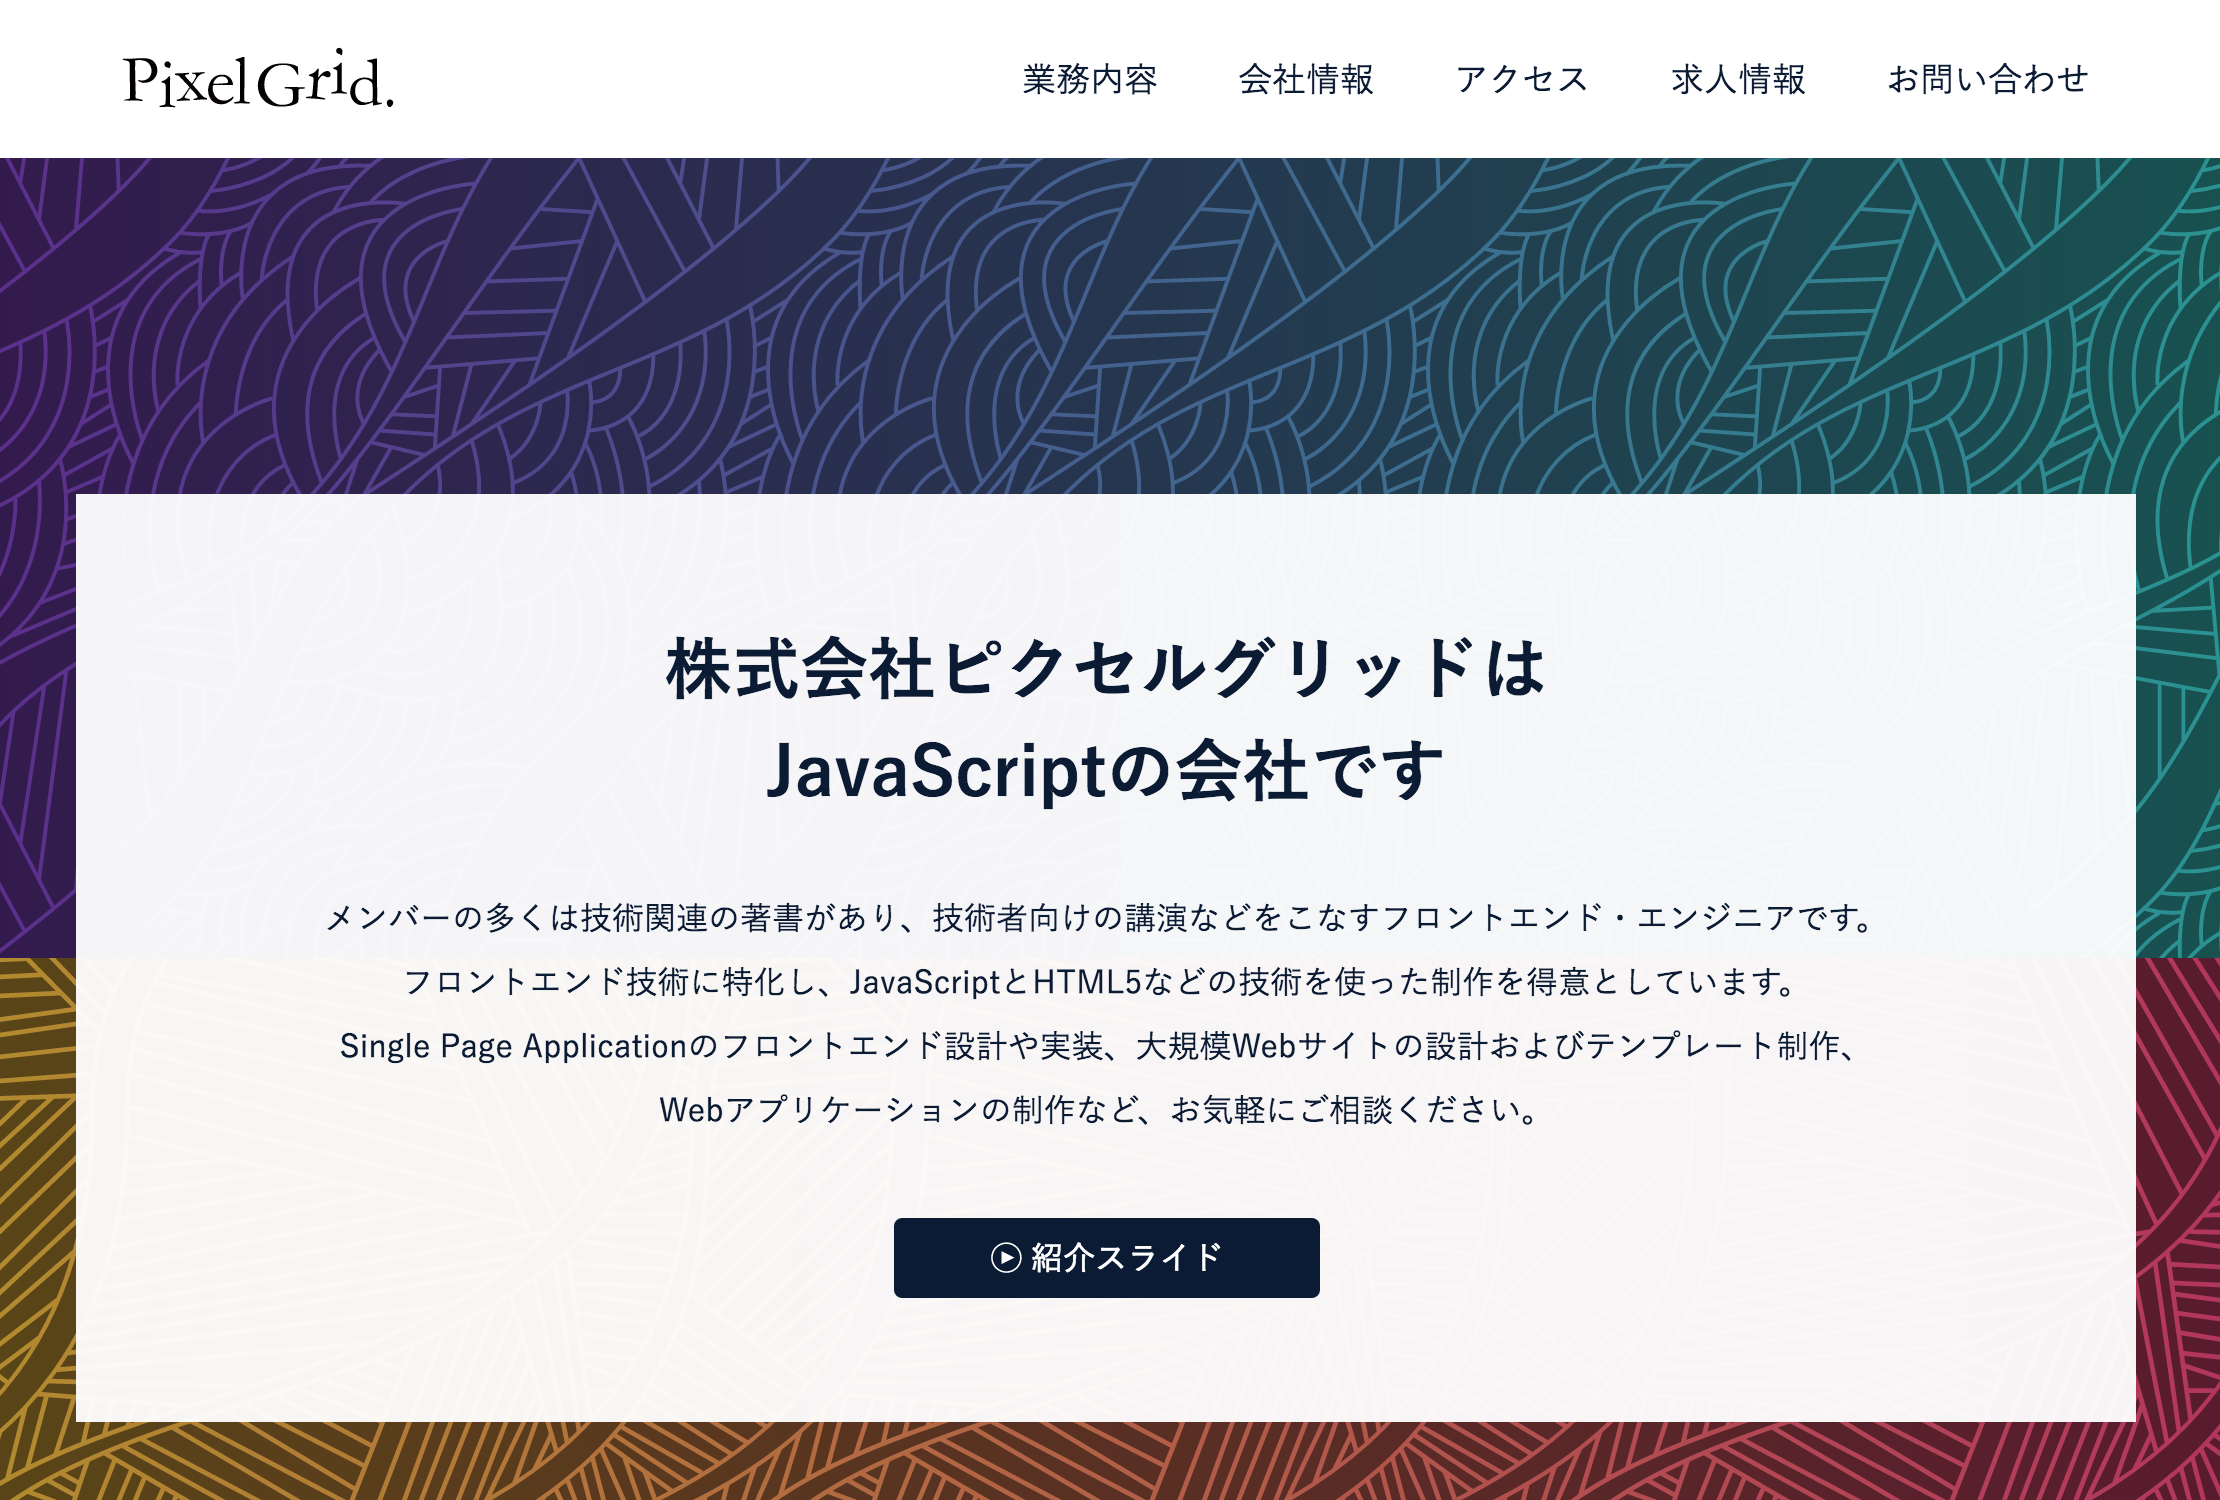 PixelGrid.
業務内容 会社情報 アクセス 求人情報 お問い合わせ
株式会社ピクセルグリッドは
JavaScriptの会社です
メンバーの多くは技術関連の著書があり、技術者向けの講演などをこなすフロントエンド・エンジニアです。
フロントエンド技術に特化し、JavaScriptとHTML5などの技術を使った制作を得意としています。
Single Page Applicationのフロントエンド設計や実装、大規模Webサイトの設計およびテンプレート制作、
Webアプリケーションの制作など、お気軽にご相談ください。
紹介スライド